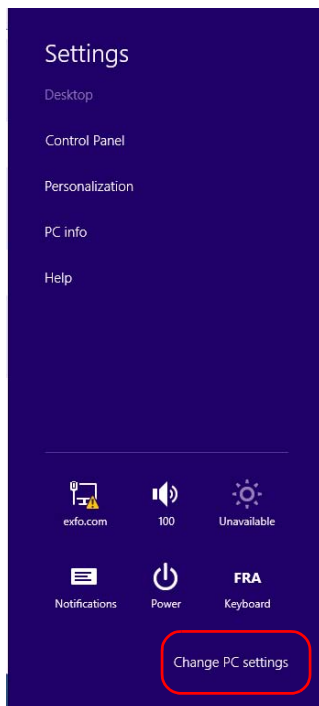 Settings
Desktop
Control Panel
Personalization
PC info
Help
exfo.com
100
Unavailable
FRA
Notifications
Power
Keyboard
Change PC settings